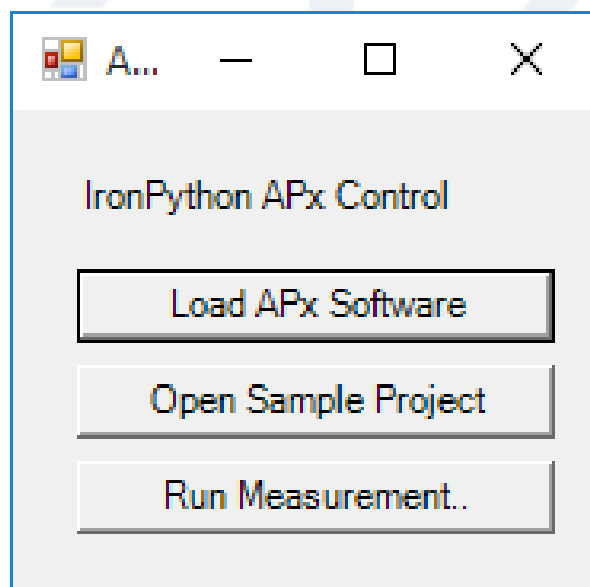 A...
IronPython APx Control
Load APx Software
Open Sample Project
Run Measurement..